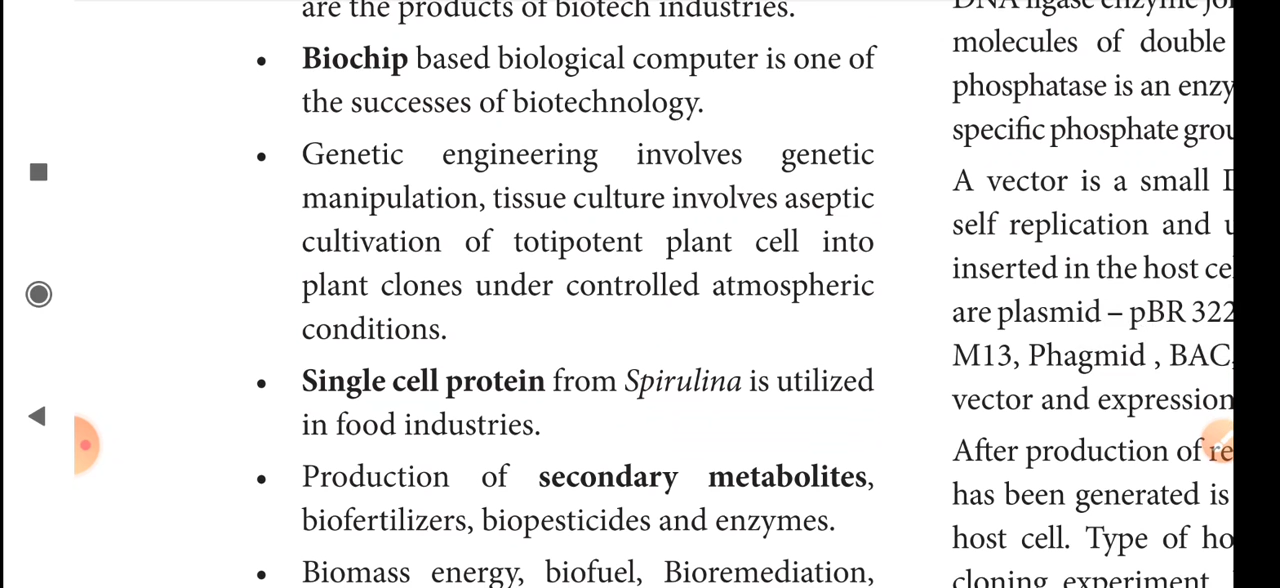 are the products of biotech industries.
• Biochip based biological computer is one of
the successes of biotechnology.
• Genetic engineering involves genetic
manipulation, tissue culture involves aseptic
cultivation of totipotent plant cell into
plant clones under controlled atmospheric
conditions.
• Single cell protein from Spirulina is utilized
in food industries.
• Production of secondary metabolites,
biofertilizers, biopesticides and enzymes.
• Biomass energy, biofuel, Bioremediation,
DNA ligase enzyme
molecules of double
phosphatase is an
specific phosphate
A vector is a small
self replication and
inserted in the host
are plasmid – pBR 322
M13, Phagmid , BAC,
vector and expression
After production of
has been generated is
host cell. Type of
cloning experiment.